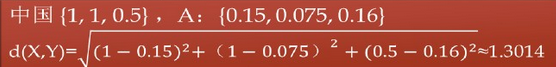 中国 {1, 1, 0.5} ，A：{0.15, 0.075, 0.16}
d(X,Y)=√(1 − 0.15)²+ （1 − 0.075）² + (0.5 − 0.16)²≈1.3014